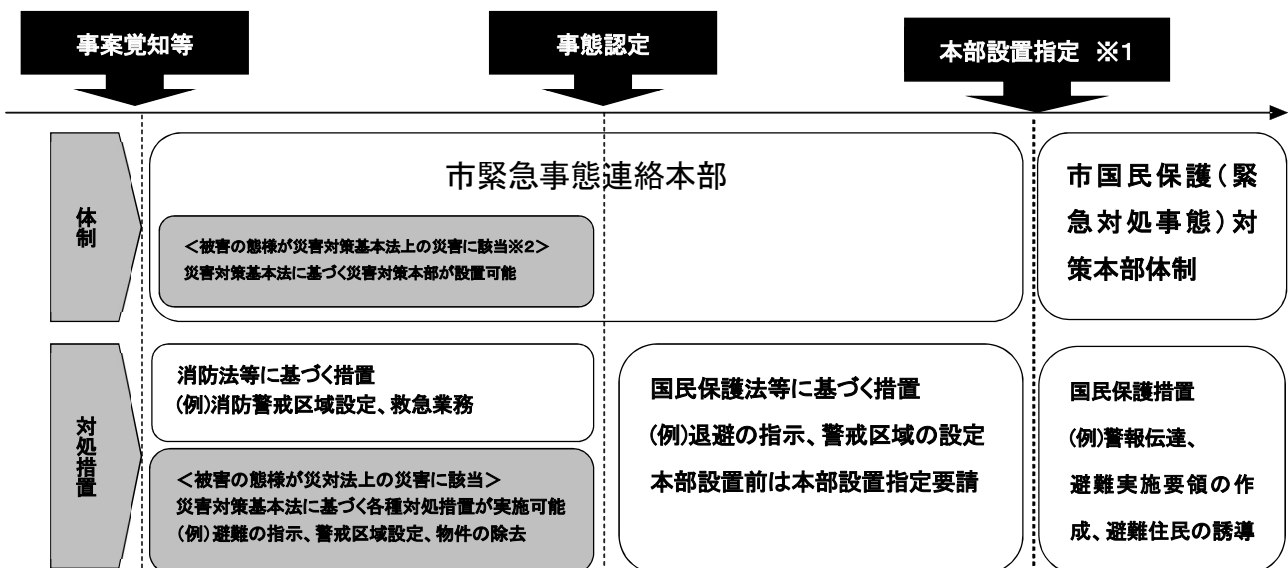 事案覚知等
事態認定
本部設置指定 ※1
体制
市緊急事態連絡本部
＜被害の態様が災害対策基本法上の災害に該当※2＞
災害対策基本法に基づく災害対策本部が設置可能
市国民保護（緊
急対処事態）対
策本部体制
対処措置
消防法等に基づく措置
(例)消防警戒区域設定、救急業務
＜被害の態様が災対法上の災害に該当＞
災害対策基本法に基づく各種対処措置が実施可能
(例)避難の指示、警戒区域設定、物件の除去
国民保護法等に基づく措置
(例)退避の指示、警戒区域の設定
本部設置前は本部設置指定要請
国民保護措置
(例)警報伝達、
避難実施要領の作
成、避難住民の誘導